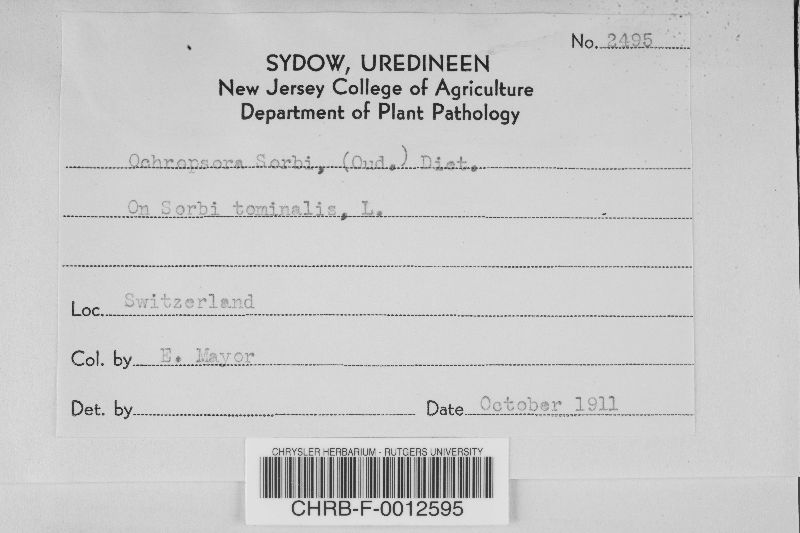 No. 2495
SYDOW, UREDINEEN
New Jersey College of Agriculture
Department of Plant Pathology
Ochropsora Sorbi, (Oud.) Diet.
On Sorbi tominalis, L.
Loc. Switzerland
Col. by E. Mayor
Det. by
Date October 1911
CHRYSLER HERBARIUM - RUTGERS UNIVERSITY
CHRB-F-0012595